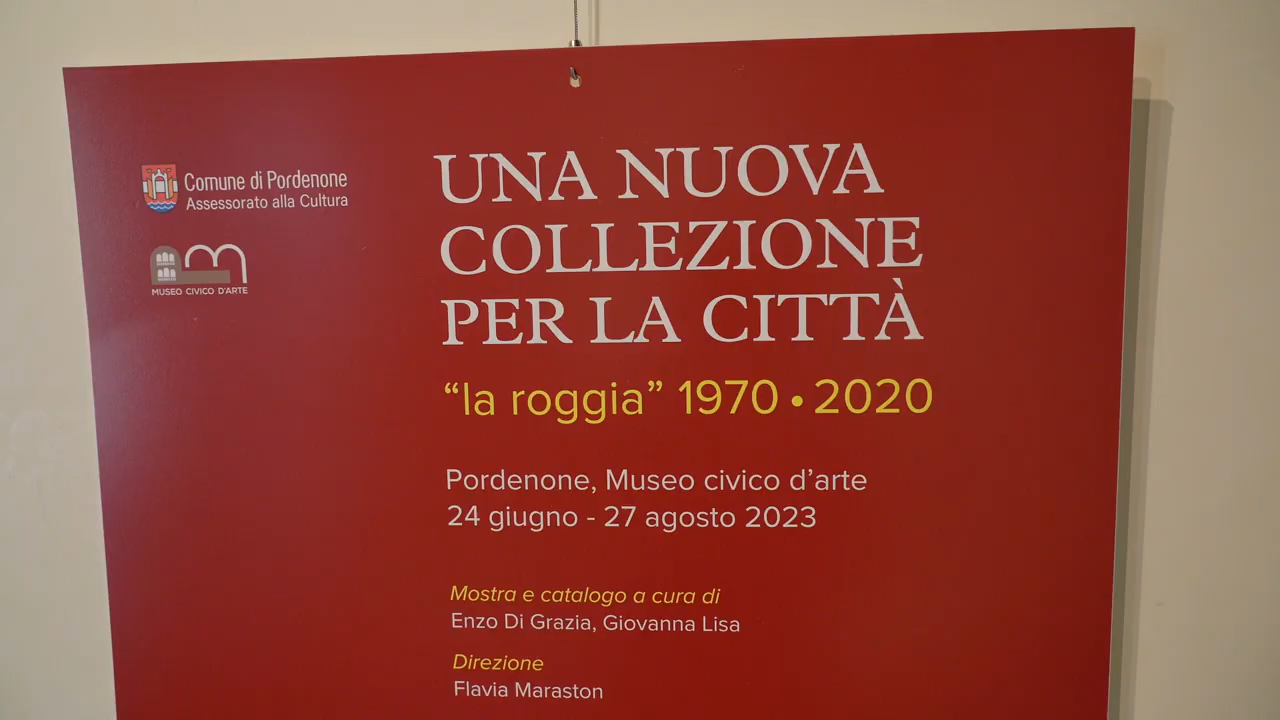 Comune di Pordenone
Assessorato alla Cultura
MUSEO CIVICO D'ARTE
UNA NUOVA
COLLEZIONE
PER LA CITTÀ
“la roggia” 1970 • 2020
Pordenone, Museo civico d’arte
24 giugno - 27 agosto 2023
Mostra e catalogo a cura di
Enzo Di Grazia, Giovanna Lisa
Direzione
Flavia Maraston